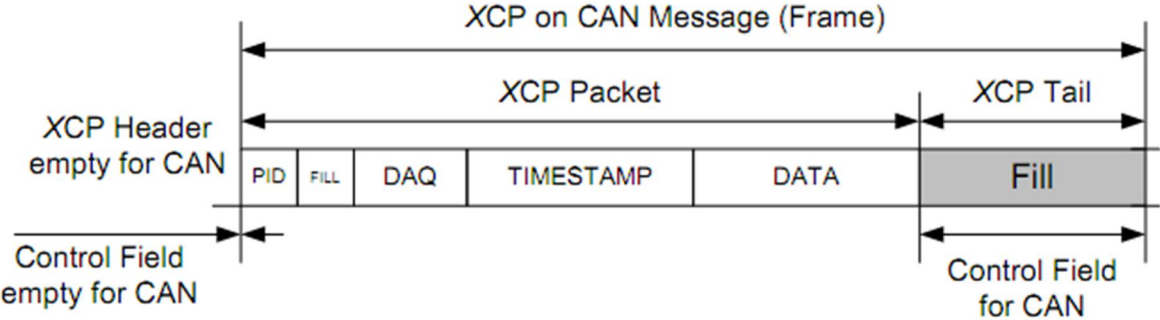 XCP on CAN Message (Frame)
XCP Packet
XCP Tail
XCP Header
empty for CAN
PID
FILL
DAQ
TIMESTAMP
DATA
Fill
Control Field
empty for CAN
Control Field
for CAN